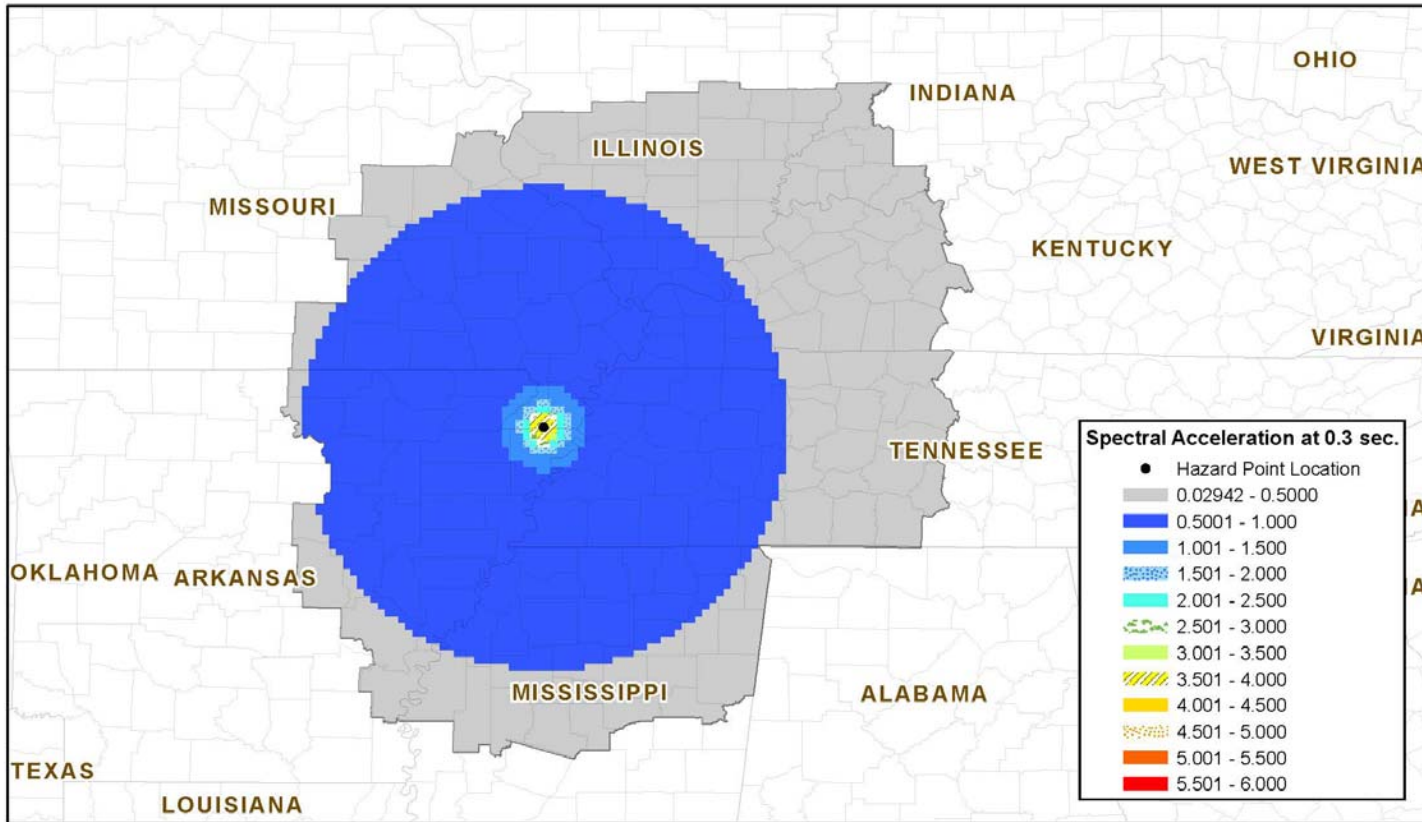 OHIO
INDIANA
ILLINOIS
WEST VIRGINIA
MISSOURI
KENTUCKY
VIRGINIA
TENNESSEE
OKLAHOMA
ARKANSAS
MISSISSIPPI
ALABAMA
TEXAS
LOUISIANA
A
A
Spectral Acceleration at 0.3 sec.
Hazard Point Location
0.02942 - 0.5000
0.5001 - 1.000
1.001 - 1.500
1.501 - 2.000
2.001 - 2.500
2.501 - 3.000
3.001 - 3.500
3.501 - 4.000
4.001 - 4.500
4.501 - 5.000
5.001 - 5.500
5.501 - 6.000